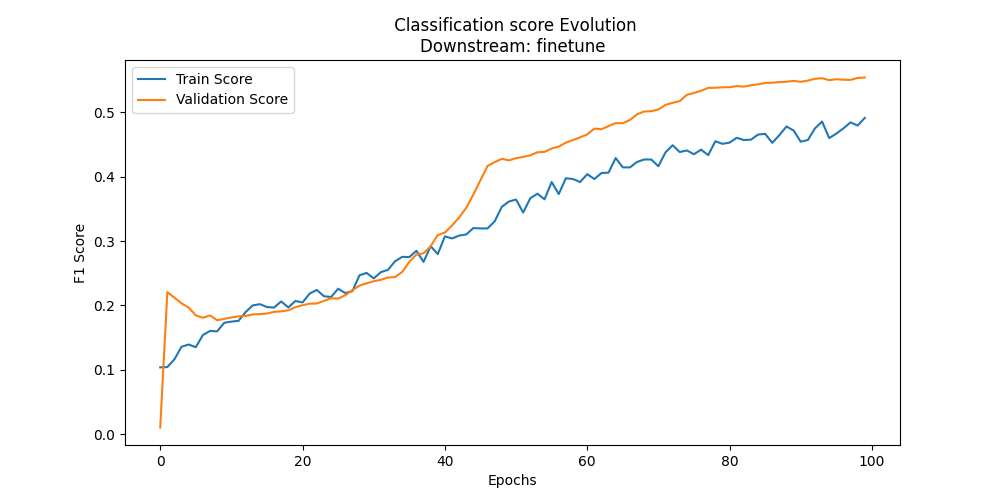 Classification score Evolution
Downstream: finetune
Train Score
Validation Score
F1 Score
0.5
0.4
0.3
0.2
0.1
0.0
0 20 40 60 80 100
Epochs